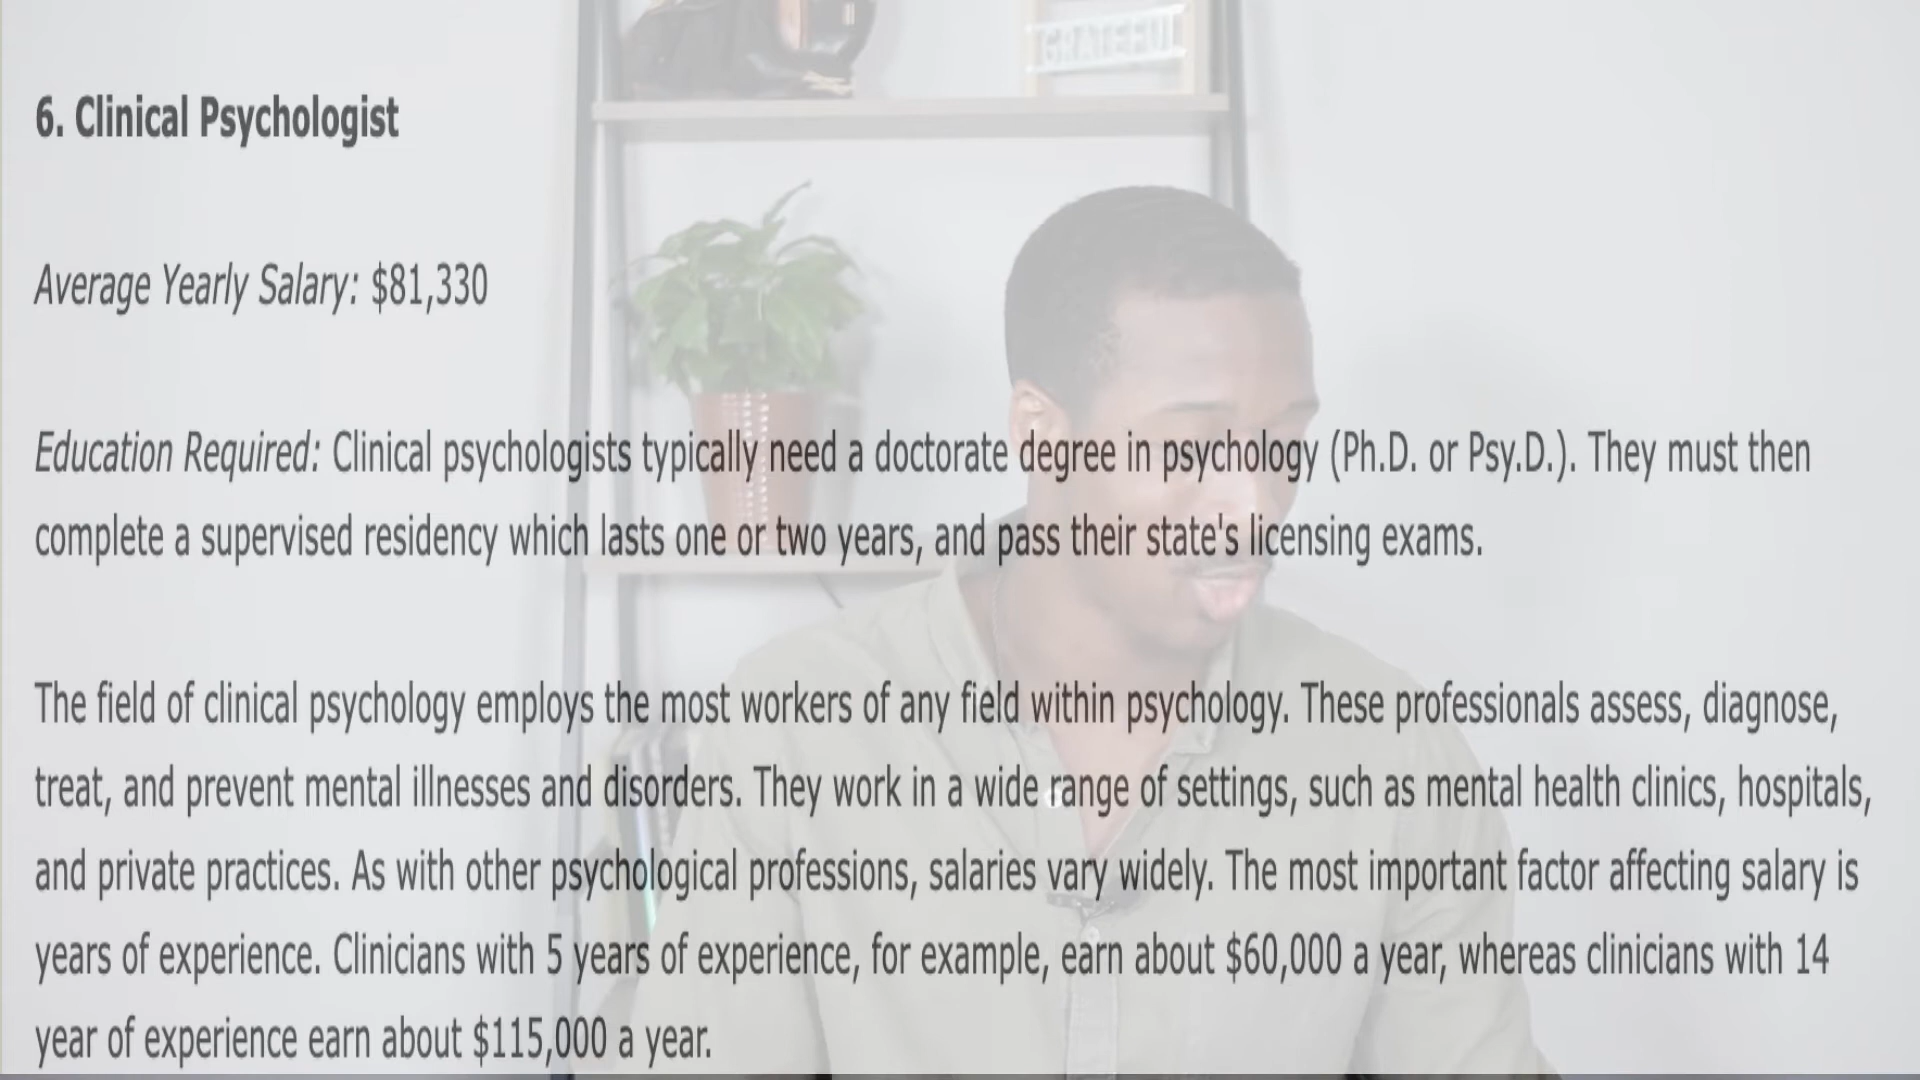 GRATEFUL
6. Clinical Psychologist
Average Yearly Salary: $81,330
Education Required: Clinical psychologists typically need a doctorate degree in psychology (Ph.D. or Psy.D.). They must then
complete a supervised residency which lasts one or two years, and pass their state's licensing exams.
The field of clinical psychology employs the most workers of any field within psychology. These professionals assess, diagnose,
treat, and prevent mental illnesses and disorders. They work in a wide range of settings, such as mental health clinics, hospitals,
and private practices. As with other psychological professions, salaries vary widely. The most important factor affecting salary is
years of experience. Clinicians with 5 years of experience, for example, earn about $60,000 a year, whereas clinicians with 14
year of experience earn about $115,000 a year.